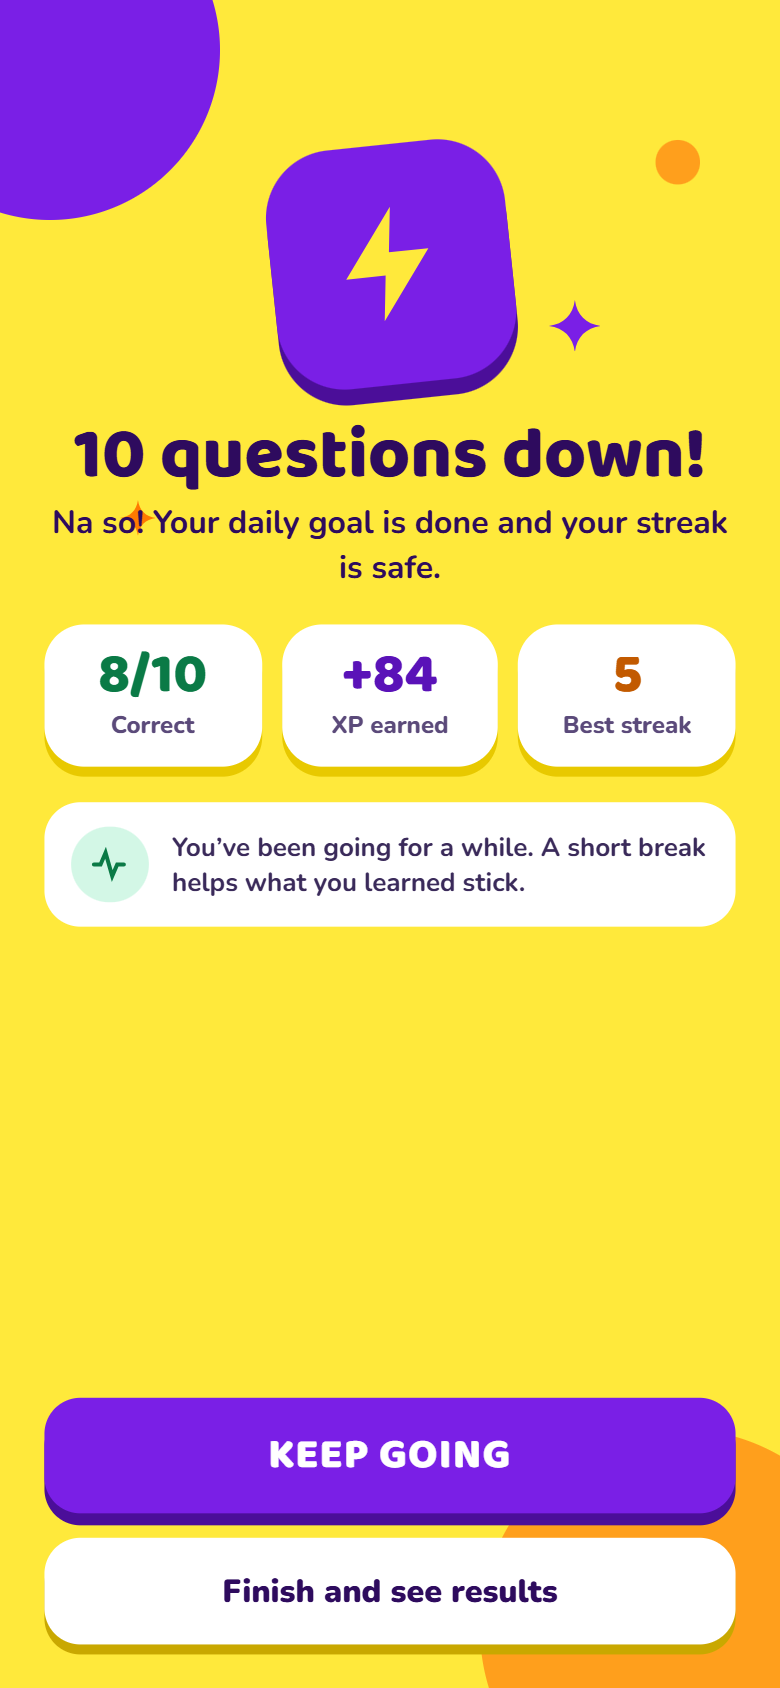 10 questions down!
Na so! Your daily goal is done and your streak
is safe.
8/10
Correct
+84
XP earned
5
Best streak
You’ve been going for a while. A short break
helps what you learned stick.
KEEP GOING
Finish and see results